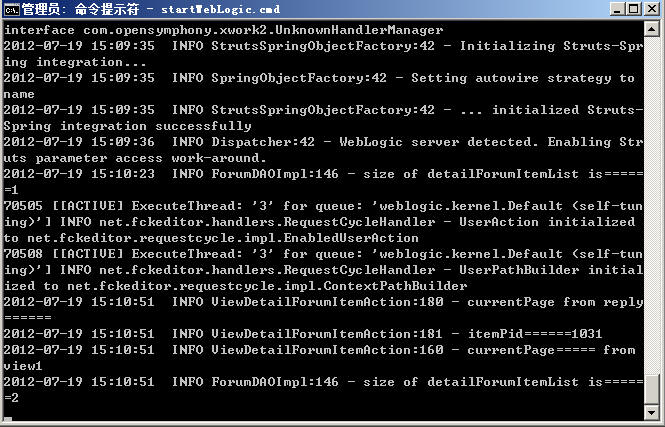 管理员: 命令提示符 - startWebLogic.cmd
interface com.opensymphony.xwork2.UnknownHandlerManager
2012-07-19 15:09:35  INFO StrutsSpringObjectFactory:42 - Initializing Struts-Spr
ing integration...
2012-07-19 15:09:35  INFO SpringObjectFactory:42 - Setting autowire strategy to
name
2012-07-19 15:09:35  INFO StrutsSpringObjectFactory:42 - ... initialized Struts-
Spring integration successfully
2012-07-19 15:09:36  INFO Dispatcher:42 - WebLogic server detected. Enabling Str
uts parameter access work-around.
2012-07-19 15:10:23  INFO ForumDAOImpl:146 - size of detailForumItemList is=====
=1
70505 [[ACTIVE] ExecuteThread: '3' for queue: 'weblogic.kernel.Default (self-tun
ing)'] INFO net.fckeditor.handlers.RequestCycleHandler - UserAction initialized
to net.fckeditor.requestcycle.impl.EnabledUserAction
70508 [[ACTIVE] ExecuteThread: '3' for queue: 'weblogic.kernel.Default (self-tun
ing)'] INFO net.fckeditor.handlers.RequestCycleHandler - UserPathBuilder initial
ized to net.fckeditor.requestcycle.impl.ContextPathBuilder
2012-07-19 15:10:51  INFO ViewDetailForumItemAction:180 - currentPage from reply
======
2012-07-19 15:10:51  INFO ViewDetailForumItemAction:181 - itemPid======1031
2012-07-19 15:10:51  INFO ViewDetailForumItemAction:160 - currentPage===== from
view1
2012-07-19 15:10:51  INFO ForumDAOImpl:146 - size of detailForumItemList is=====
=2